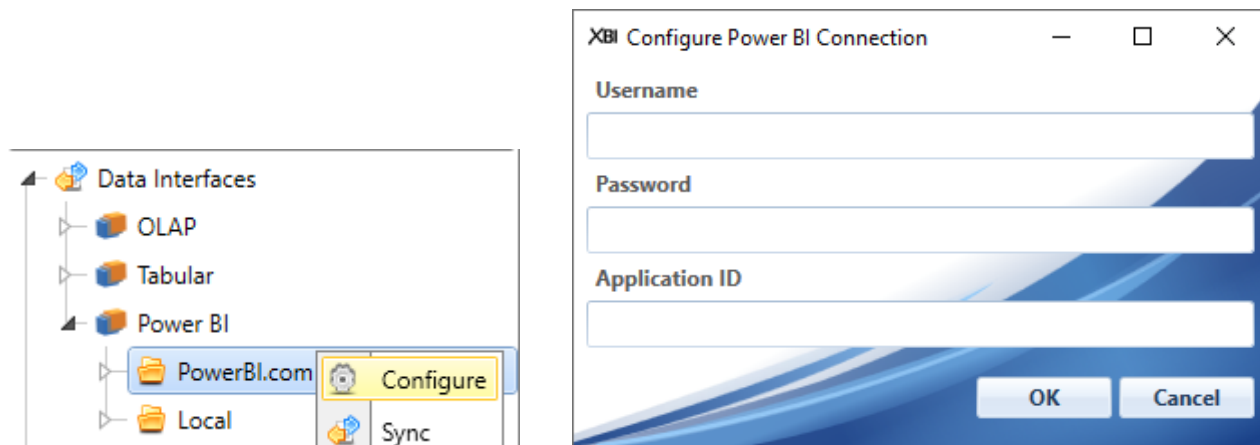 Data Interfaces
OLAP
Tabular
Power BI
PowerBI.com
Local
Configure
Sync
XBI Configure Power BI Connection
Username
Password
Application ID
OK
Cancel